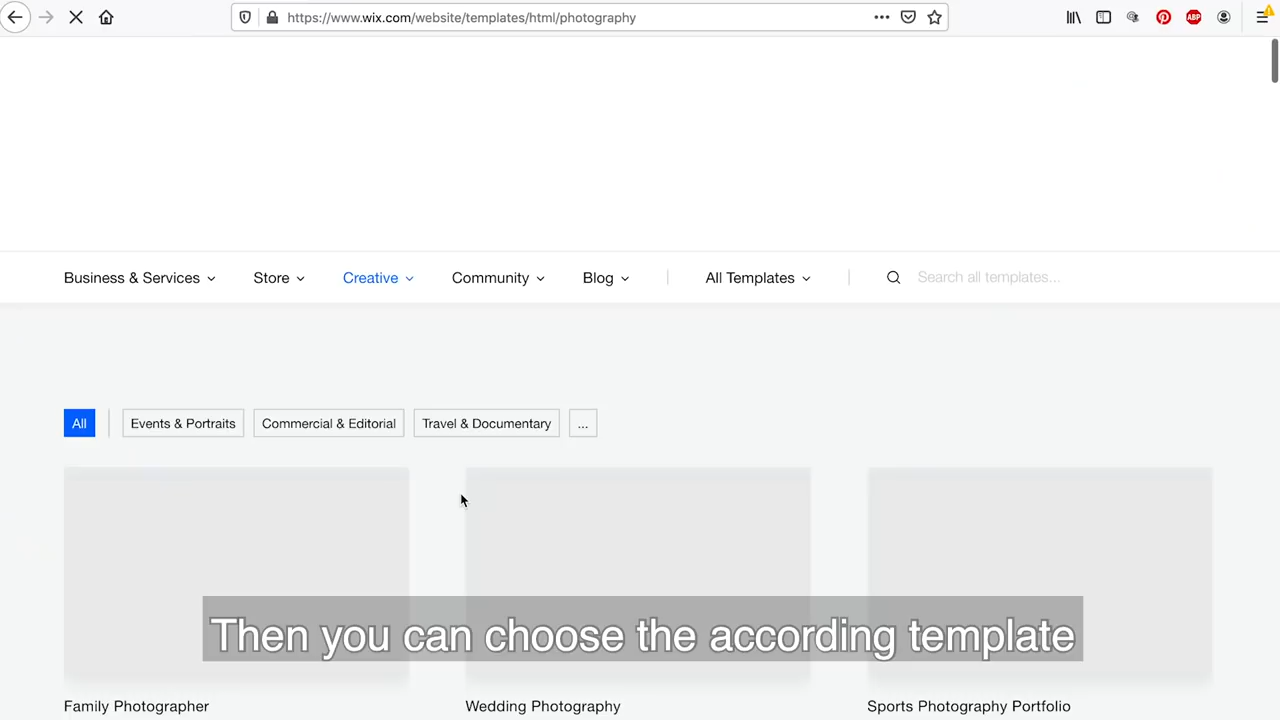 https://www.wix.com/website/templates/html/photography
ABP
Business & Services
Store
Creative
Community
Blog
All Templates
Search all templates...
All
Events & Portraits
Commercial & Editorial
Travel & Documentary
...
Then you can choose the according template
Family Photographer
Wedding Photography
Sports Photography Portfolio